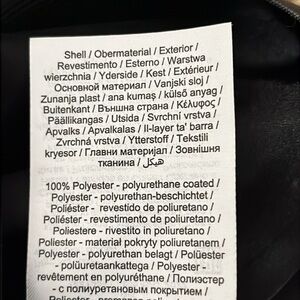 Shell / Obermaterial / Exterior /
Revestimento / Esterno / Warstwa
wierzchnia / Yderside / Kest / Extérieur /
Основной материал / Vanjski sloj /
Zunanja plast / ana kumaş / külső anyag /
Buitenkant / Външна страна / Κέλυφος /
Päällikangas / Utsida / Svrchní vrstva /
Apvalks / Apvalkalas / Il-layer ta' barra /
Zvrchná vrstva / Ytterstoff / Tekstili
kryesor / Главни материјал / Зовнішня
тканина / هيكل /
100% Polyester - polyurethane coated /
Polyester - polyurethan-beschichtet /
Poliéster - revestido de poliuretano /
Poliéster - revestimento de poliuretano /
Poliestere - rivestito in poliuretano /
Poliester - materiał pokryty poliuretanem /
Polyester - polyurethan belagt / Polüester
- polüuretaankattega / Polyester -
revêtement en polyuréthane / Полиэстер
- с полиуретановым покрытием /